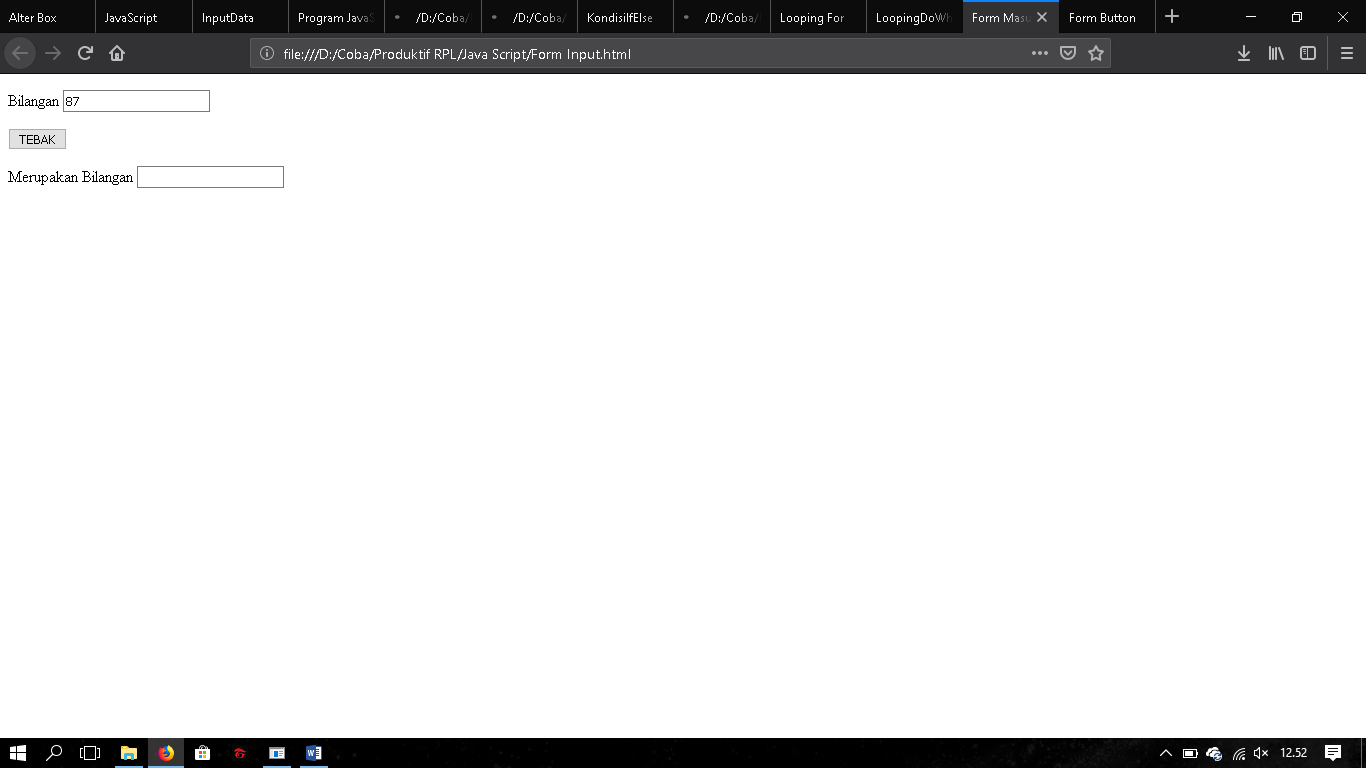 Alter Box JavaScript InputData Program JavaS /D:/Coba/ /D:/Coba/ KondisiIfElse /D:/Coba/ Looping For LoopingDoWh Form Masu Form Button
file:///D:/Coba/Produktif RPL/Java Script/Form Input.html
Bilangan 87
TEBAK
Merupakan Bilangan
12.52